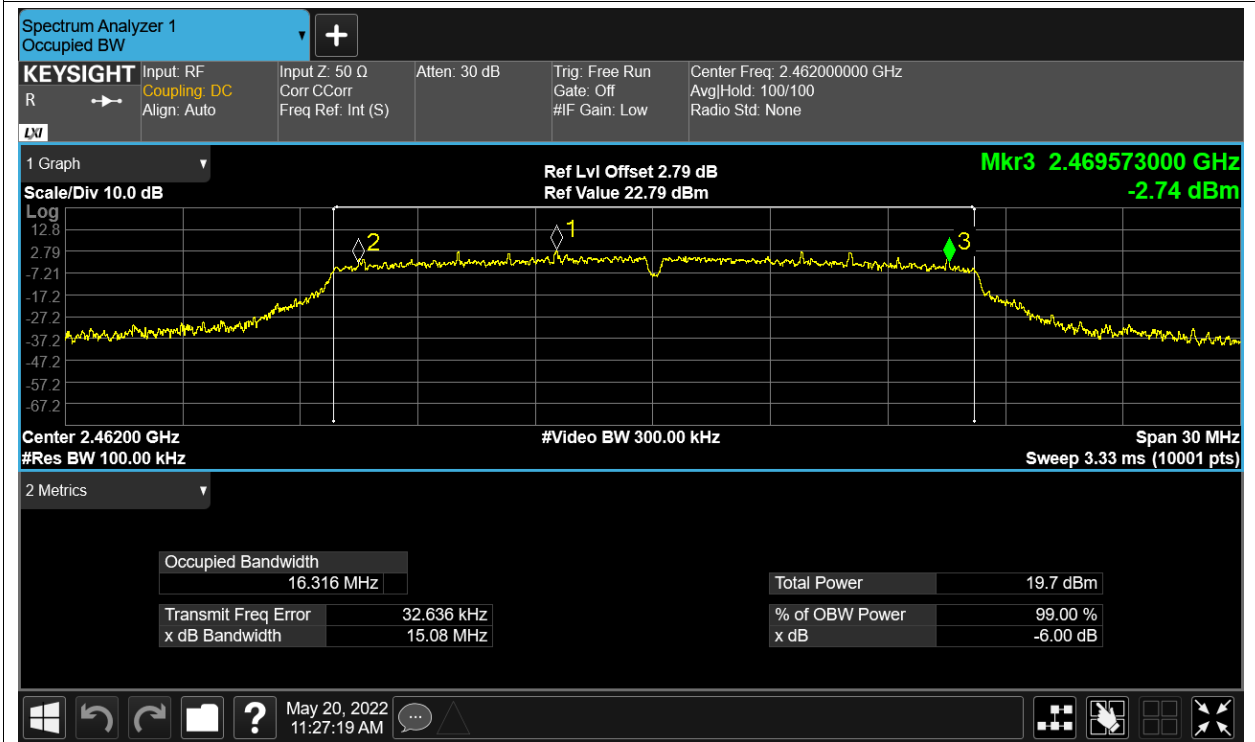 Spectrum Analyzer 1
Occupied BW
KEYSIGHT Input: RF Input Z: 50 Ω Atten: 30 dB Trig: Free Run Center Freq: 2.462000000 GHz
R Coupling: DC Corr CCorr Gate: Off Avg|Hold: 100/100
Align: Auto Freq Ref: Int (S) #IF Gain: Low Radio Std: None
LXI
1 Graph Ref Lvl Offset 2.79 dB Mkr3 2.469573000 GHz
Scale/Div 10.0 dB Ref Value 22.79 dBm -2.74 dBm
Log
12.8
2.79
-7.21
-17.2
-27.2
-37.2
-47.2
-57.2
-67.2
2
1
3
Center 2.46200 GHz #Video BW 300.00 kHz Span 30 MHz
#Res BW 100.00 kHz Sweep 3.33 ms (10001 pts)
2 Metrics
Occupied Bandwidth
16.316 MHz Total Power 19.7 dBm
Transmit Freq Error 32.636 kHz % of OBW Power 99.00 %
x dB Bandwidth 15.08 MHz x dB -6.00 dB
? May 20, 2022
11:27:19 AM